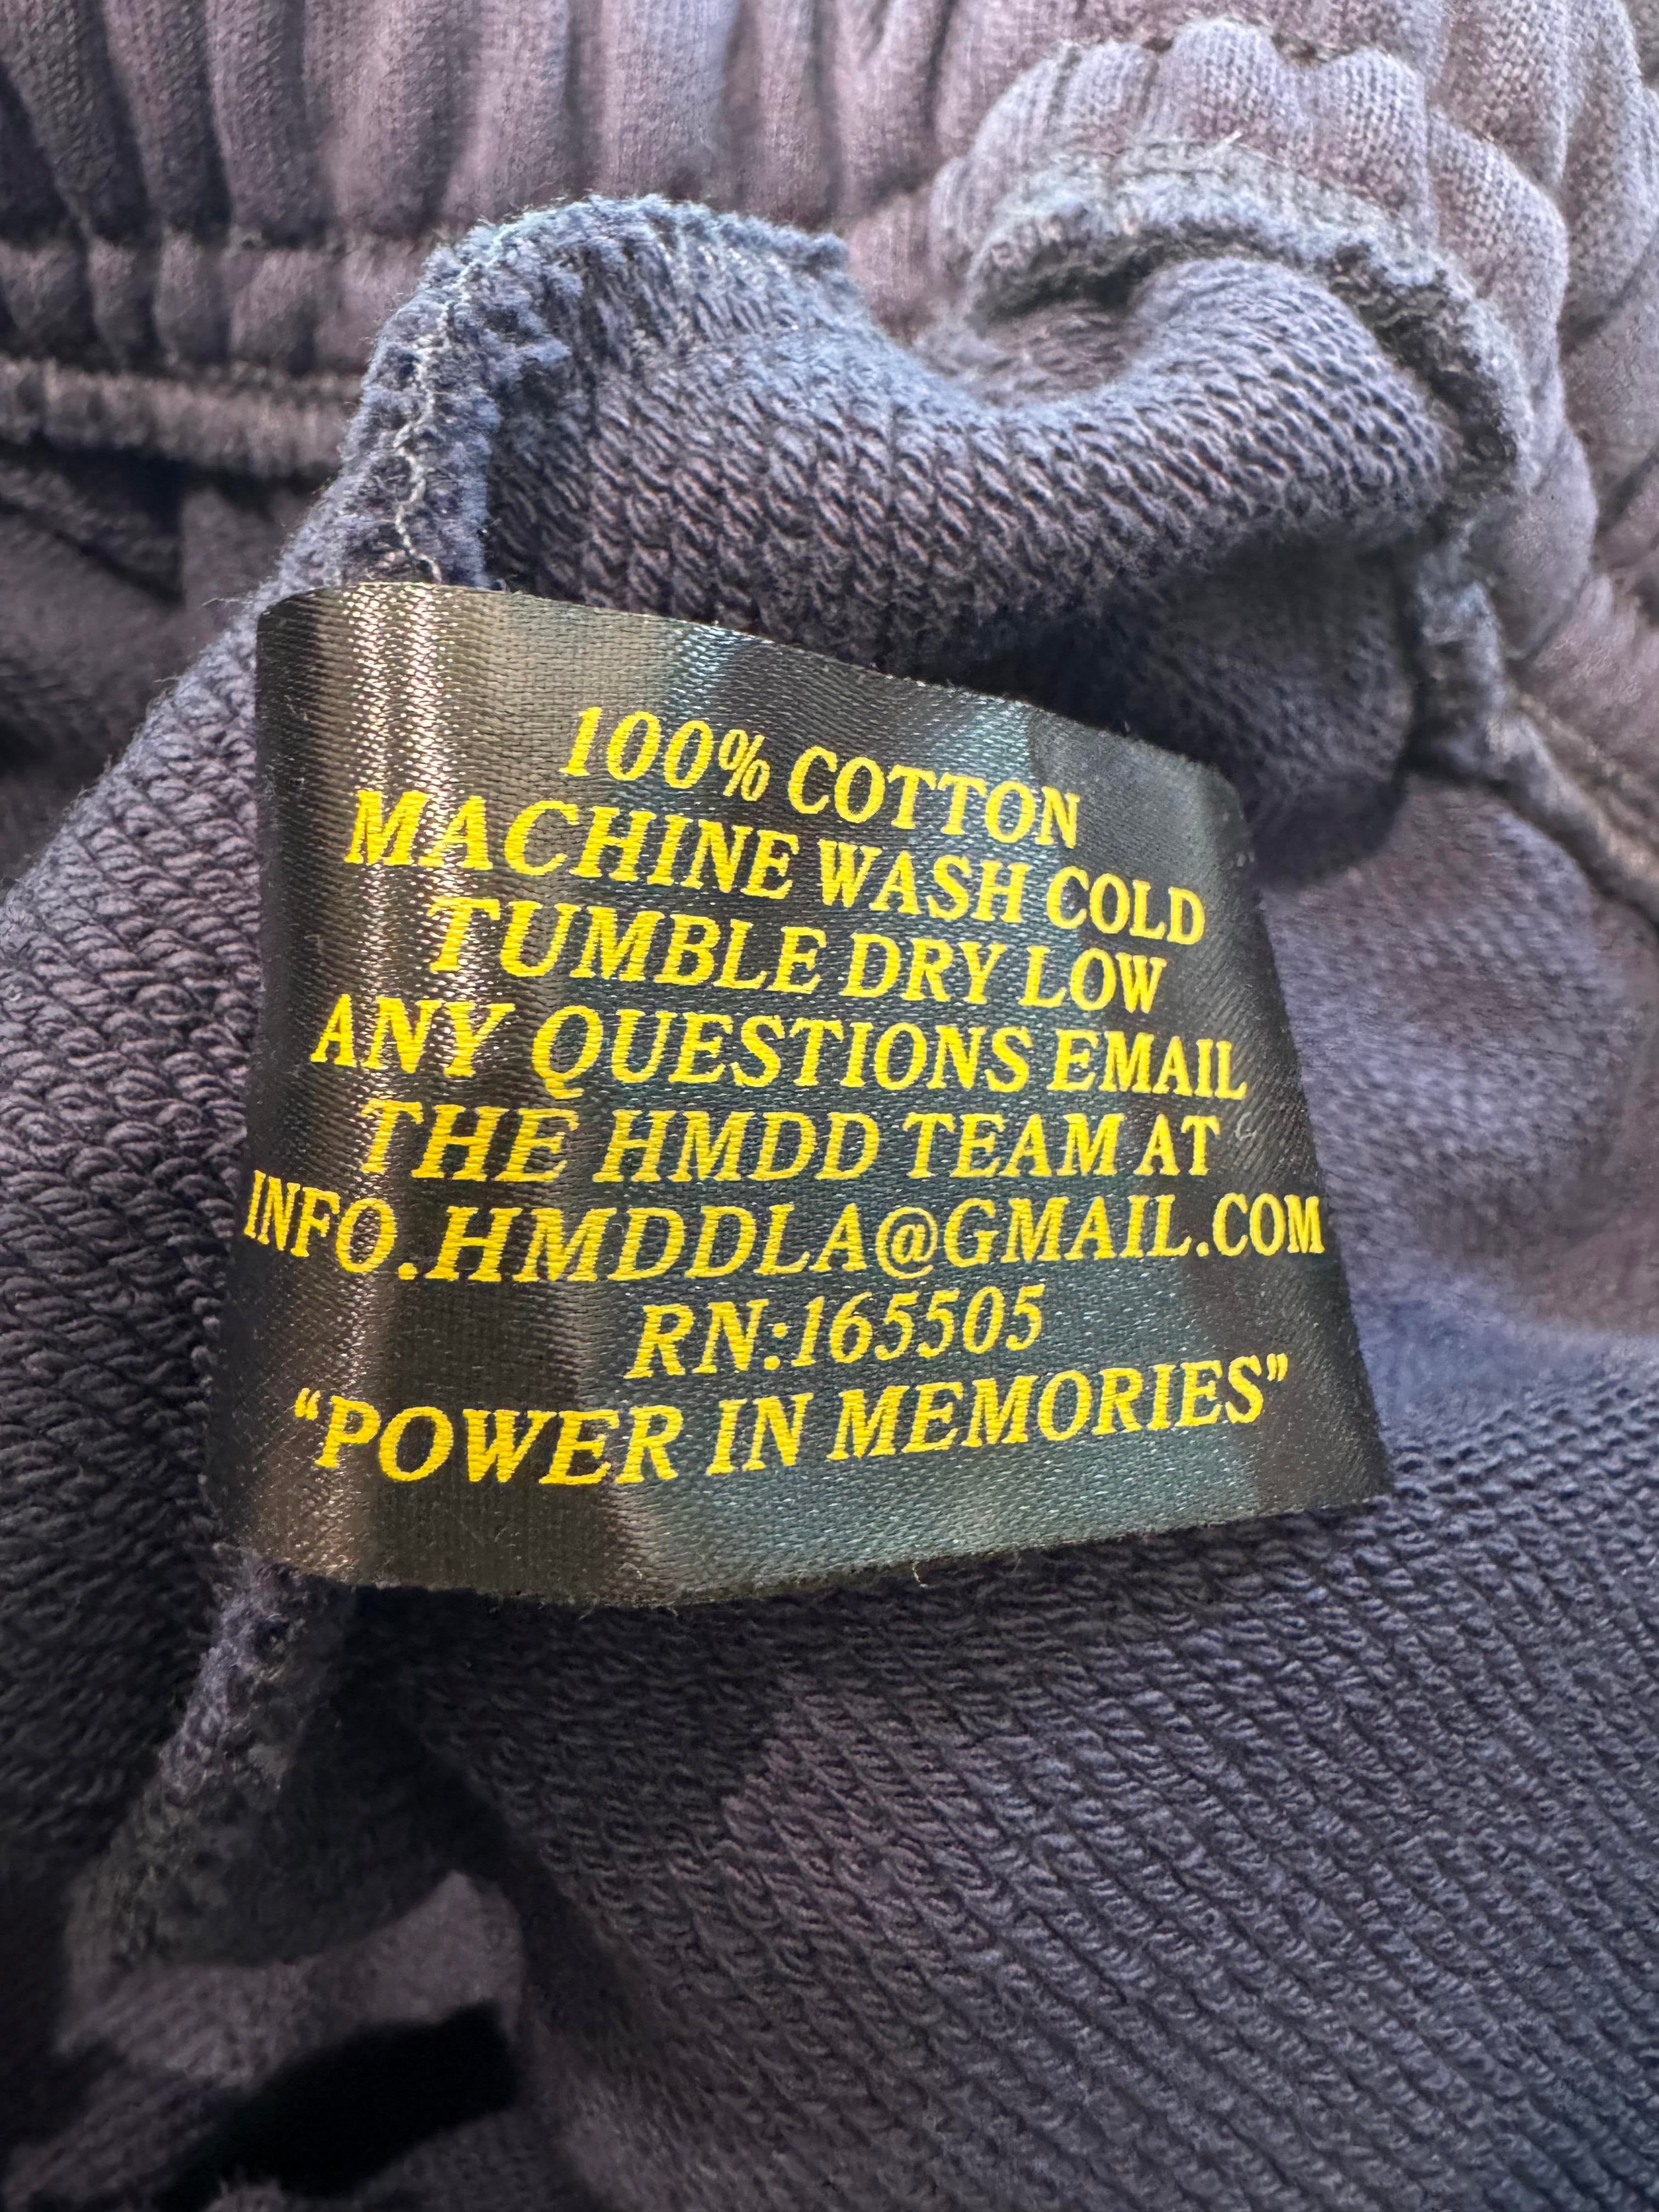 100% COTTON
MACHINE WASH COLD
TUMBLE DRY LOW
ANY QUESTIONS EMAIL
THE HMDD TEAM AT
INFO.HMDDLA@GMAIL.COM
RN:165505
“POWER IN MEMORIES”